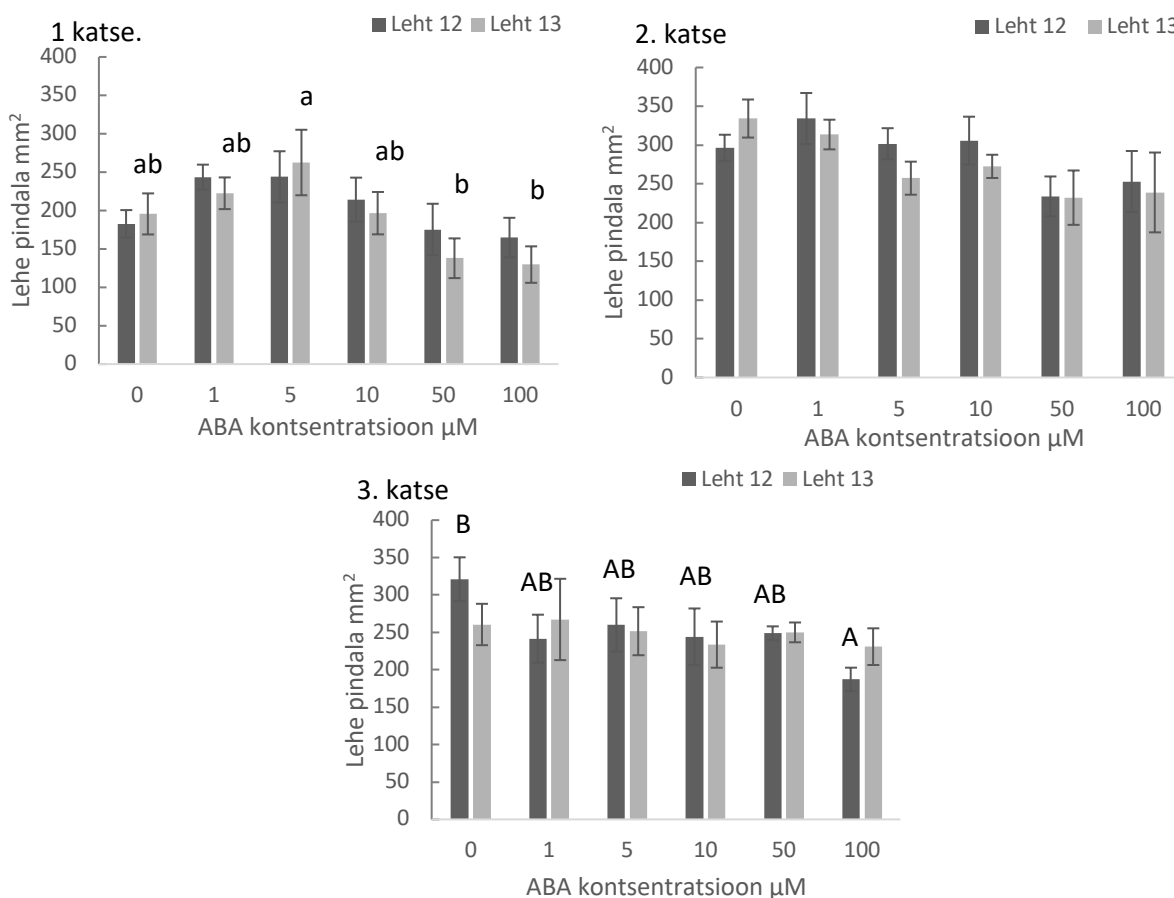 1 katse.
Leht 12 Leht 13
Lehe pindala mm²
400
350
300
250
200
150
100
50
0
ab ab a ab b b
0 1 5 10 50 100
ABA kontsentratsioon µM
2. katse
Leht 12 Leht 13
Lehe pindala mm²
400
350
300
250
200
150
100
50
0
0 1 5 10 50 100
ABA kontsentratsioon µM
3. katse
Leht 12 Leht 13
Lehe pindala mm²
400
350
300
250
200
150
100
50
0
B AB AB AB AB A
0 1 5 10 50 100
ABA kontsentratsioon µM